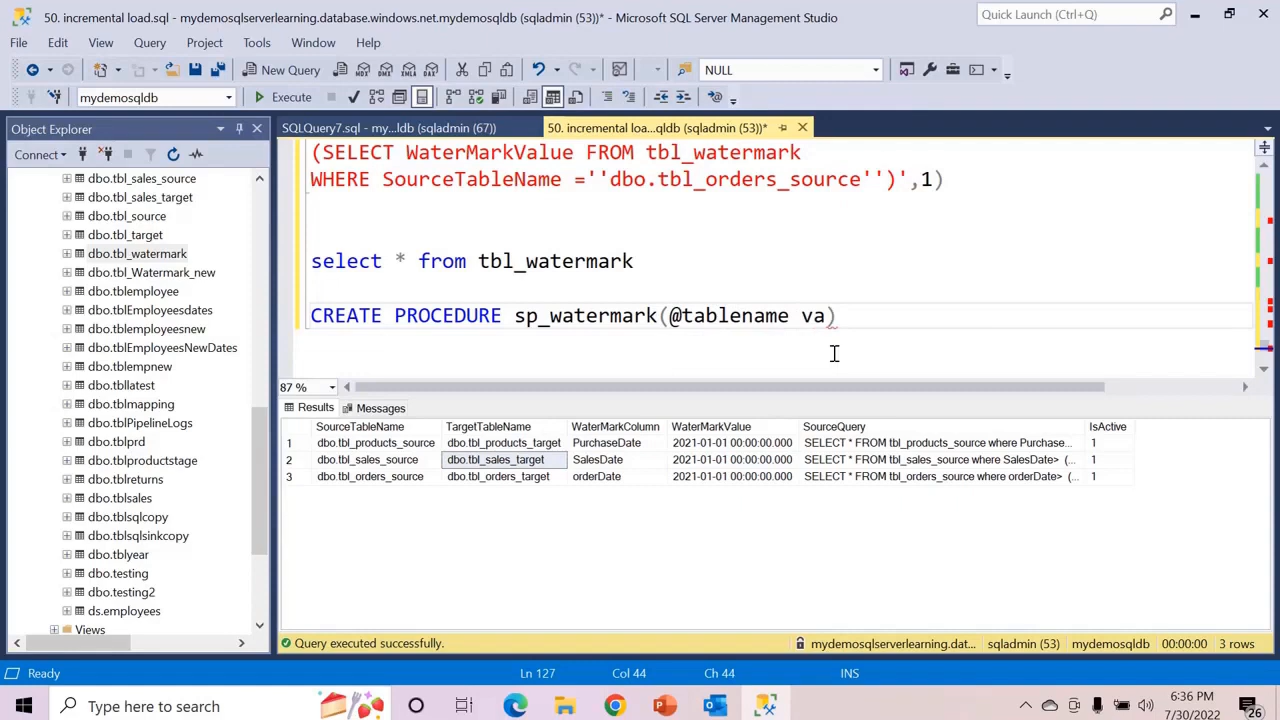 50. incremental load.sql - mydemosqlserverlearning.database.windows.net.mydemosqldb (sqladmin (53))* - Microsoft SQL Server Management Studio
Quick Launch (Ctrl+Q)
File Edit View Query Project Tools Window Help
New Query MDX DMX XMLA DAX NULL
mydemosqldb Execute
Object Explorer
Connect
dbo.tbl_sales_source
dbo.tbl_sales_target
dbo.tbl_source
dbo.tbl_target
dbo.tbl_watermark
dbo.tbl_Watermark_new
dbo.tblemployee
dbo.tblEmployeesdates
dbo.tblemployeesnew
dbo.tblEmployeesNewDates
dbo.tblempnew
dbo.tbllatest
dbo.tblmapping
dbo.tblPipelineLogs
dbo.tblprd
dbo.tblproductstage
dbo.tblreturns
dbo.tblsales
dbo.tblsqlcopy
dbo.tblsqlsinkcopy
dbo.tblyear
dbo.testing
dbo.testing2
ds.employees
Views
SQLQuery7.sql - my...ldb (sqladmin (67))
50. incremental loa...qldb (sqladmin (53))*
(SELECT WaterMarkValue FROM tbl_watermark
WHERE SourceTableName =''dbo.tbl_orders_source'')',1)
select * from tbl_watermark
CREATE PROCEDURE sp_watermark(@tablename va)
87 %
Results Messages
SourceTableName TargetTableName WaterMarkColumn WaterMarkValue SourceQuery IsActive
1 dbo.tbl_products_source dbo.tbl_products_target PurchaseDate 2021-01-01 00:00:00.000 SELECT * FROM tbl_products_source where Purchase... 1
2 dbo.tbl_sales_source dbo.tbl_sales_target SalesDate 2021-01-01 00:00:00.000 SELECT * FROM tbl_sales_source where SalesDate> (... 1
3 dbo.tbl_orders_source dbo.tbl_orders_target orderDate 2021-01-01 00:00:00.000 SELECT * FROM tbl_orders_source where orderDate> (... 1
Query executed successfully. mydemosqlserverlearning.dat... sqladmin (53) mydemosqldb 00:00:00 3 rows
Ready Ln 127 Col 44 Ch 44 INS
Type here to search
6:36 PM
7/30/2022
26